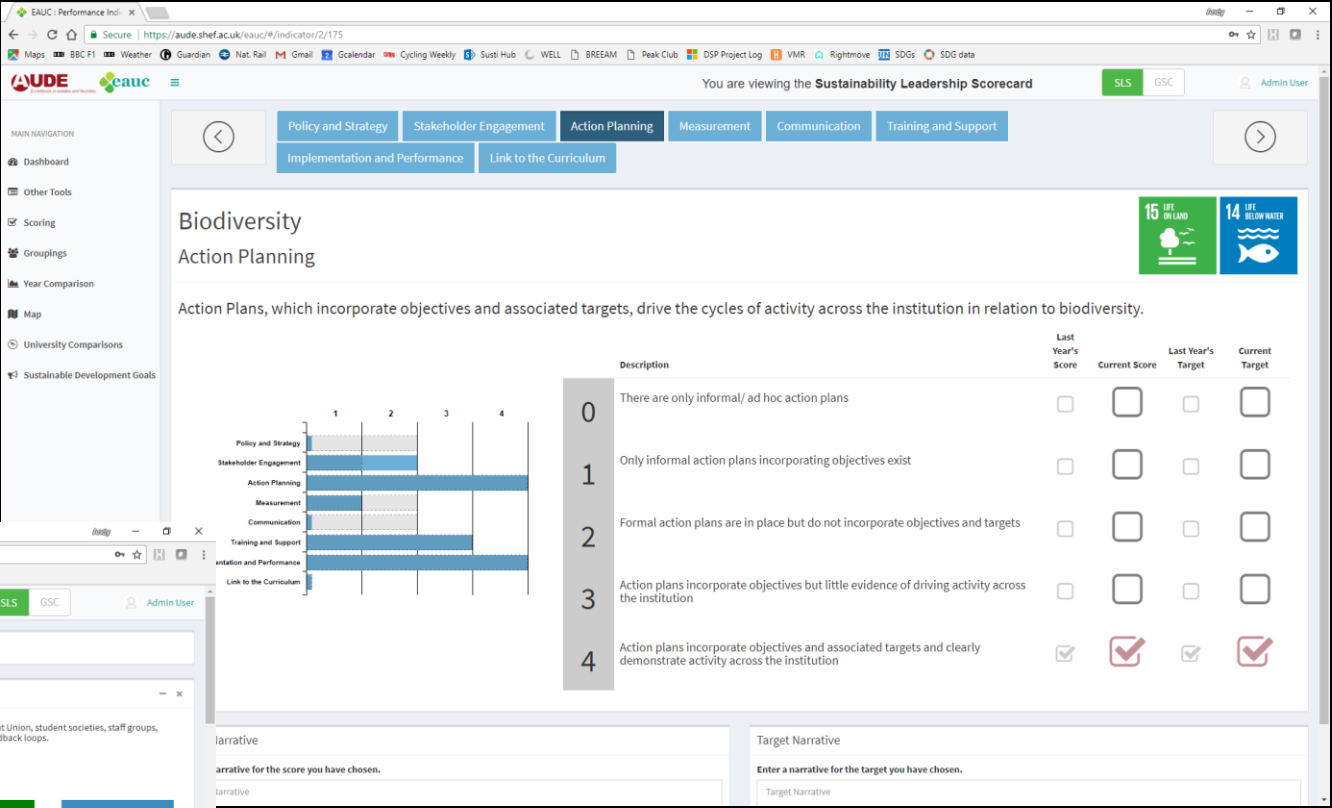 EAUC : Performance Indic
Andy
Secure
https://aude.shef.ac.uk/eauc/#/indicator/2/175
Maps BBC F1 Weather Guardian Nat. Rail Gmail Gcalendar Cycling Weekly Susti Hub WELL BREEAM Peak Club DSP Project Log VMR Rightmove SDGs SDG data
AUDE eauc
You are viewing the Sustainability Leadership Scorecard
SLS GSC
Admin User
MAIN NAVIGATION
Dashboard
Other Tools
Scoring
Groupings
Year Comparison
Map
University Comparisons
Sustainable Development Goals
Policy and Strategy Stakeholder Engagement Action Planning Measurement Communication Training and Support
Implementation and Performance Link to the Curriculum
Biodiversity
Action Planning
15 LIFE ON LAND
14 LIFE BELOW WATER
Action Plans, which incorporate objectives and associated targets, drive the cycles of activity across the institution in relation to biodiversity.
1 2 3 4
Policy and Strategy
Stakeholder Engagement
Action Planning
Measurement
Communication
Training and Support
entation and Performance
Link to the Curriculum
Description
Last Year's Score
Current Score
Last Year's Target
Current Target
0 There are only informal/ ad hoc action plans
1 Only informal action plans incorporating objectives exist
2 Formal action plans are in place but do not incorporate objectives and targets
3 Action plans incorporate objectives but little evidence of driving activity across
the institution
4 Action plans incorporate objectives and associated targets and clearly
demonstrate activity across the institution
Narrative
arrative for the score you have chosen.
Narrative
Target Narrative
Enter a narrative for the target you have chosen.
Target Narrative
Andy
SLS GSC
Admin User
t Union, student societies, staff groups,
dback loops.